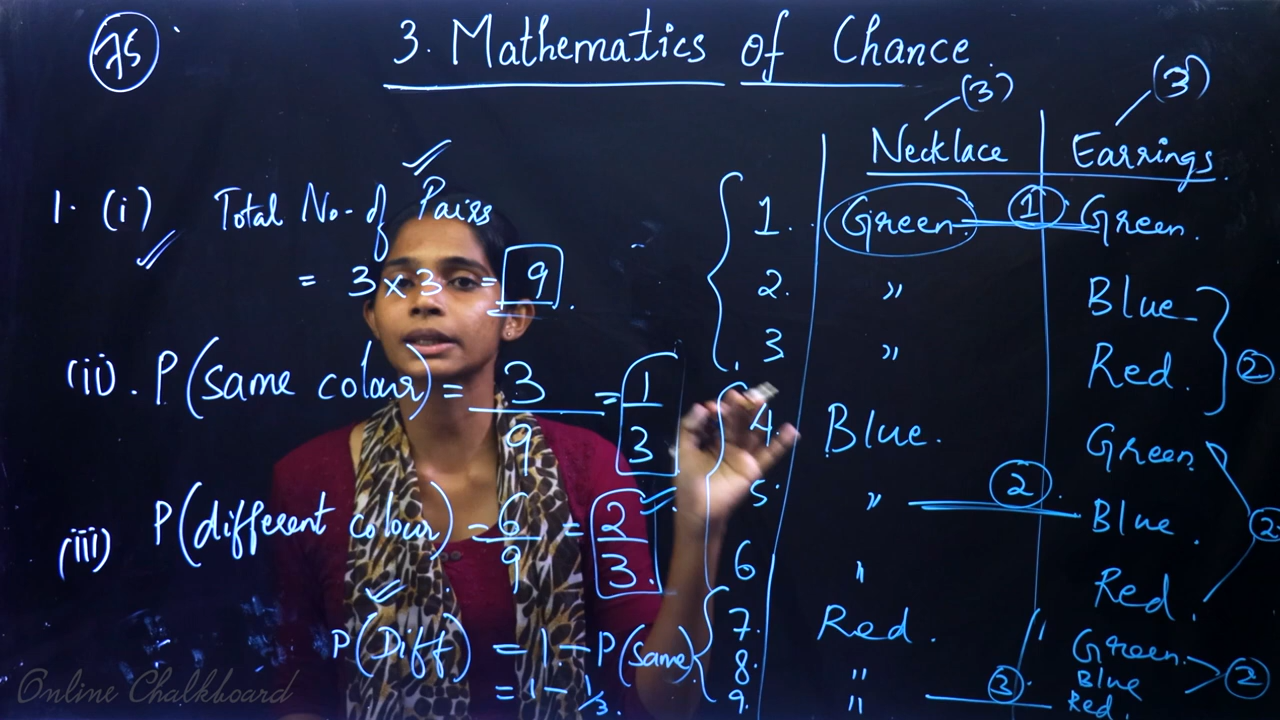 75
3. Mathematics of Chance.
(3) (3)
Necklace Earrings
1. (i) Total No. of Pairs
= 3 x 3 = 9.
(ii). P(same colour) = 3/9 = 1/3
(iii) P(different colour) = 6/9 = 2/3.
P(Diff) = 1 - P(Same)
= 1 - 1/3.
1. Green 1 Green.
2. " Blue
3 " Red. 2
4. Blue. Green
5. " 2 Blue. 2
6 " Red.
7. Red. Green.
8. " Blue 2
9. " 3 Red.
Online Chalkboard